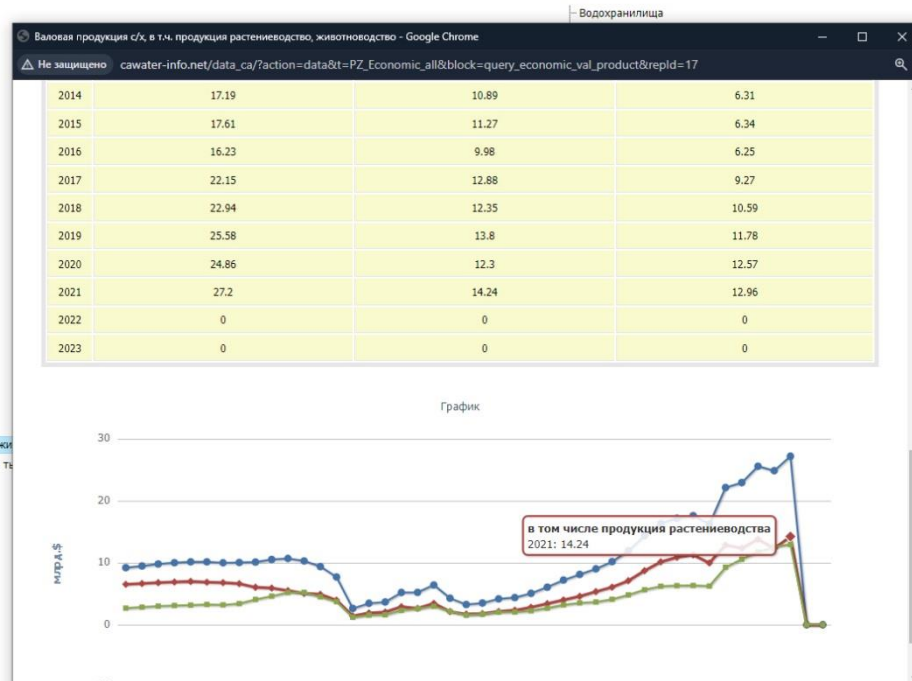 Водохранилища
Валовая продукция с/х, в т.ч. продукция растениеводство, животноводство - Google Chrome
Не защищено cawater-info.net/data_ca/?action=data&t=PZ_Economic_all&block=query_economic_val_product&repId=17
2014 17.19 10.89 6.31
2015 17.61 11.27 6.34
2016 16.23 9.98 6.25
2017 22.15 12.88 9.27
2018 22.94 12.35 10.59
2019 25.58 13.8 11.78
2020 24.86 12.3 12.57
2021 27.2 14.24 12.96
2022 0 0 0
2023 0 0 0
График
30
20
10
0
млрд.$
в том числе продукция растениеводства
2021: 14.24